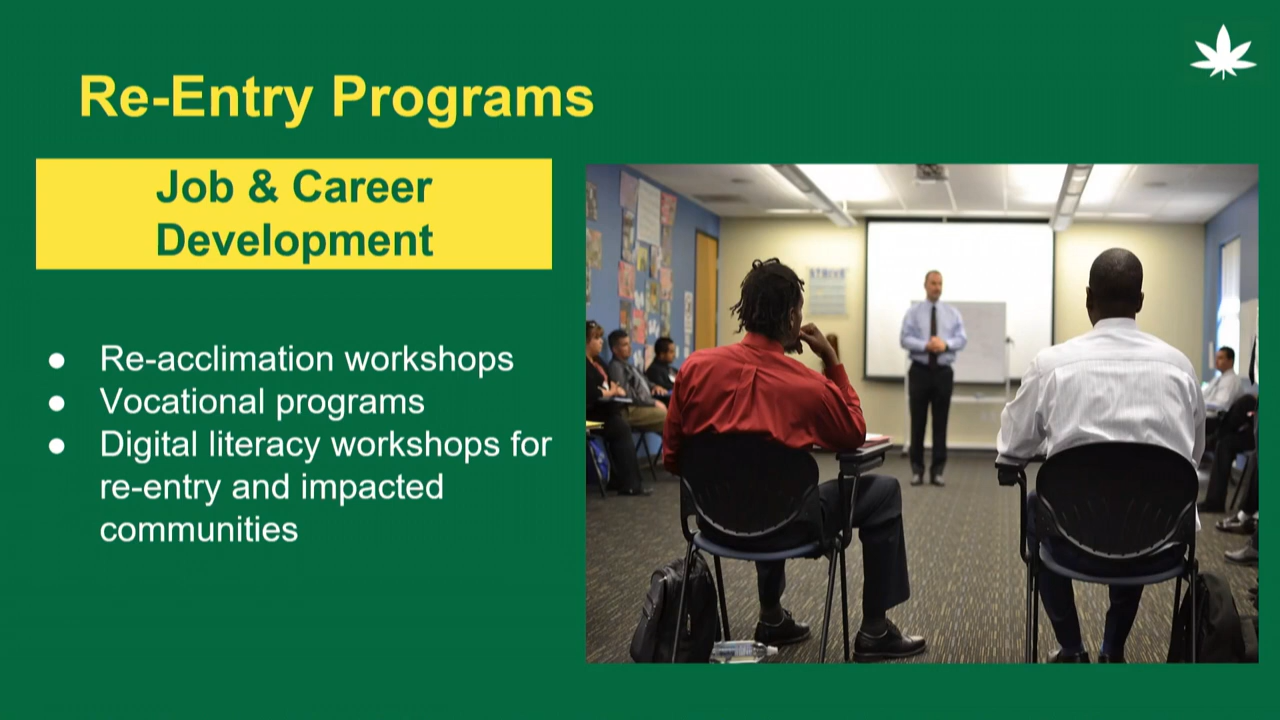 Re-Entry Programs
Job & Career
Development
● Re-acclimation workshops
● Vocational programs
● Digital literacy workshops for
re-entry and impacted
communities